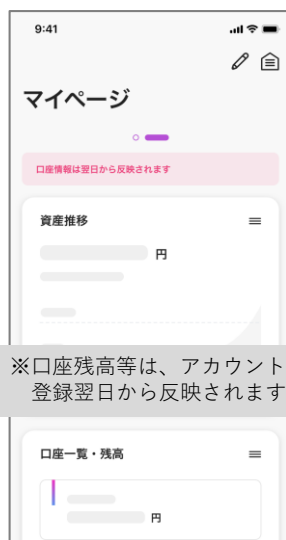 9:41
マイページ
口座情報は翌日から反映されます
資産推移
円
※口座残高等は、アカウント
登録翌日から反映されます
口座一覧・残高
円